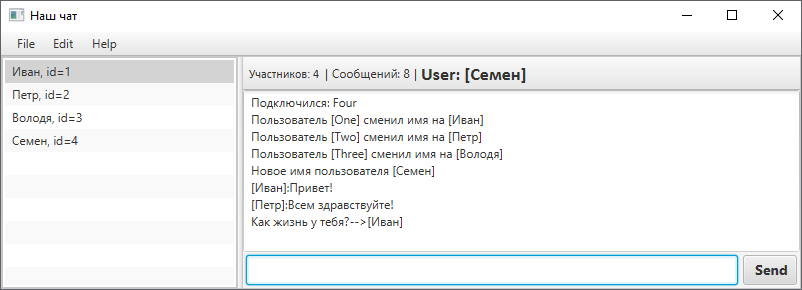 Наш чат
File Edit Help
Иван, id=1
Петр, id=2
Володя, id=3
Семен, id=4
Участников: 4 | Сообщений: 8 | User: [Семен]
Подключился: Four
Пользователь [One] сменил имя на [Иван]
Пользователь [Two] сменил имя на [Петр]
Пользователь [Three] сменил имя на [Володя]
Новое имя пользователя [Семен]
[Иван]:Привет!
[Петр]:Всем здравствуйте!
Как жизнь у тебя?-->[Иван]
Send